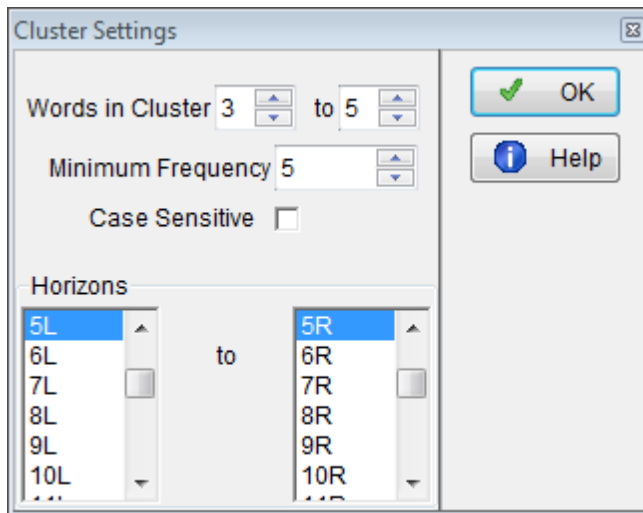 Cluster Settings
Words in Cluster 3 to 5
Minimum Frequency 5
Case Sensitive
OK
Help
Horizons
5L
6L
7L
8L
9L
10L
to
5R
6R
7R
8R
9R
10R